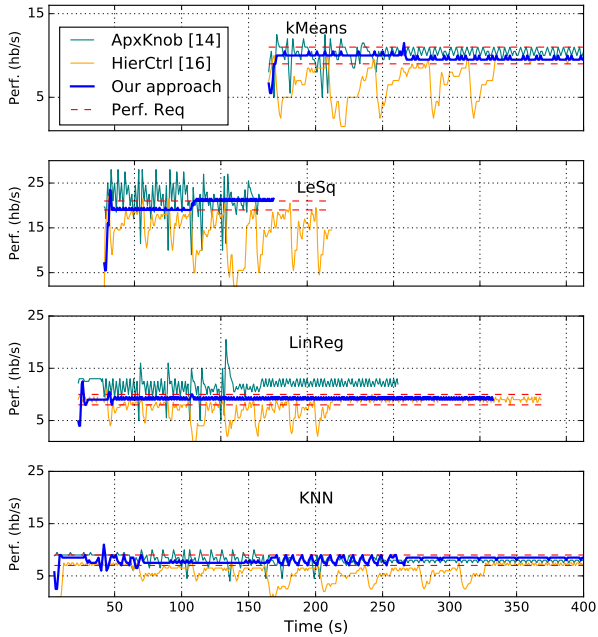 kMeans
ApxKnob [14]
HierCtrl [16]
Our approach
Perf. Req
Perf. (hb/s)
15
5
LeSq
Perf. (hb/s)
25
15
5
LinReg
Perf. (hb/s)
25
15
5
KNN
Perf. (hb/s)
25
15
5
50 100 150 200 250 300 350 400
Time (s)